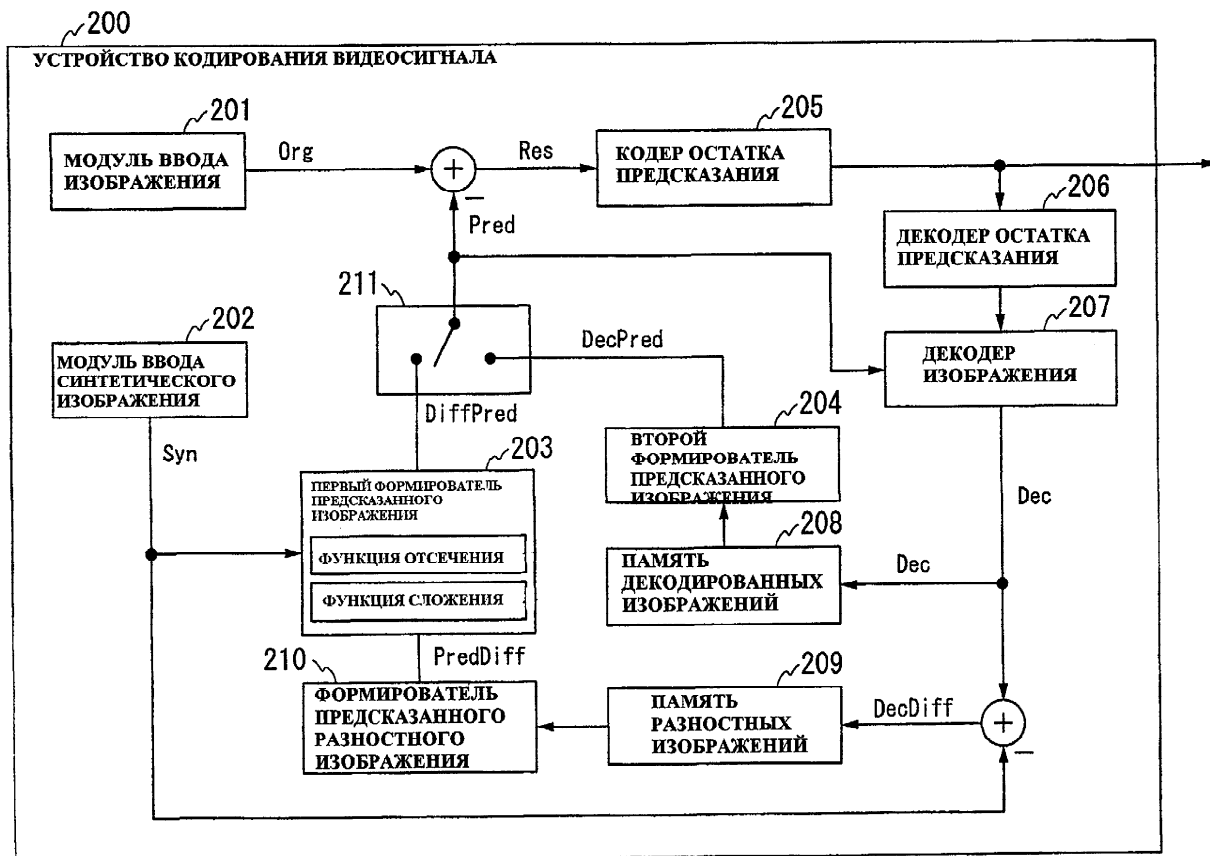 200
УСТРОЙСТВО КОДИРОВАНИЯ ВИДЕОСИГНАЛА
201
МОДУЛЬ ВВОДА
ИЗОБРАЖЕНИЯ
Org
+
−
Res
205
КОДЕР ОСТАТКА
ПРЕДСКАЗАНИЯ
206
ДЕКОДЕР ОСТАТКА
ПРЕДСКАЗАНИЯ
Pred
211
202
МОДУЛЬ ВВОДА
СИНТЕТИЧЕСКОГО
ИЗОБРАЖЕНИЯ
DecPred
207
ДЕКОДЕР
ИЗОБРАЖЕНИЯ
DiffPred
Syn
203
ПЕРВЫЙ ФОРМИРОВАТЕЛЬ
ПРЕДСКАЗАННОГО
ИЗОБРАЖЕНИЯ
ФУНКЦИЯ ОТСЕЧЕНИЯ
ФУНКЦИЯ СЛОЖЕНИЯ
204
ВТОРОЙ
ФОРМИРОВАТЕЛЬ
ПРЕДСКАЗАННОГО
ИЗОБРАЖЕНИЯ
Dec
208
ПАМЯТЬ
ДЕКОДИРОВАННЫХ
ИЗОБРАЖЕНИЙ
Dec
PredDiff
210
ФОРМИРОВАТЕЛЬ
ПРЕДСКАЗАННОГО
РАЗНОСТНОГО
ИЗОБРАЖЕНИЯ
209
ПАМЯТЬ
РАЗНОСТНЫХ
ИЗОБРАЖЕНИЙ
DecDiff
+
−